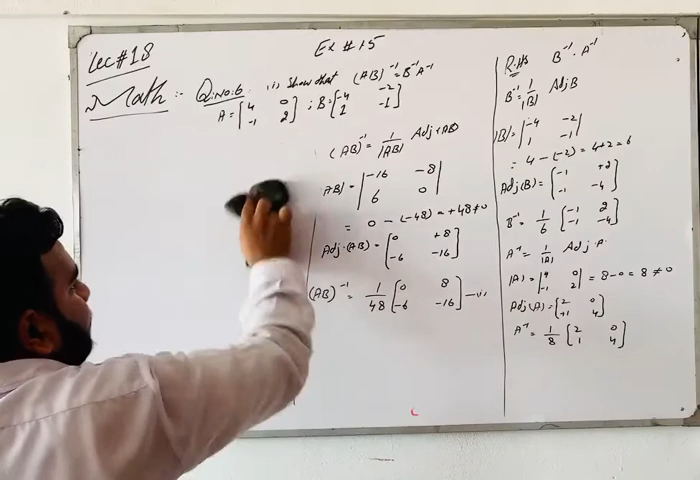 Lec#18
Ex # 1.5
Math :- Q:No:6. i) show that (AB)⁻¹ = B⁻¹A⁻¹
A = [4 0; -1 2] ; B = [-4 -2; 1 -1]
(AB)⁻¹ = 1/|AB| Adj.(AB)
|AB| = |-16 -8; 6 0|
= 0 - (-48) = +48 ≠ 0
Adj.(AB) = [0 +8; -6 -16]
(AB)⁻¹ = 1/48 [0 8; -6 -16] —(i)
R.H.S B⁻¹.A⁻¹
B⁻¹ = 1/|B| Adj B
|B| = |-4 -2; 1 -1|
= 4 - (-2) = 4+2 = 6
Adj(B) = [-1 +2; -1 -4]
B⁻¹ = 1/6 [-1 2; -1 -4]
A⁻¹ = 1/|A| Adj.A
|A| = |4 0; -1 2| = 8-0 = 8 ≠ 0
Adj(A) = [2 0; +1 4]
A⁻¹ = 1/8 [2 0; 1 4]